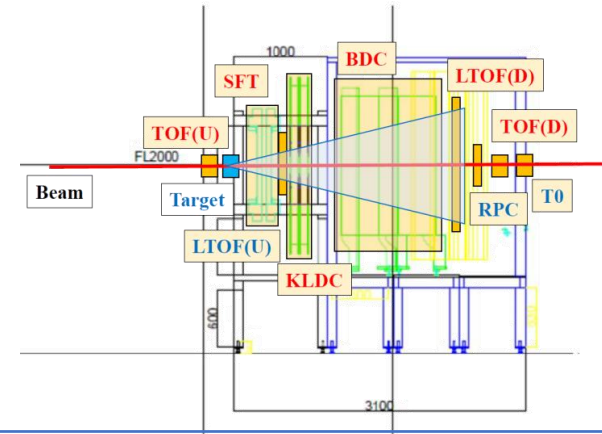 1000
BDC
SFT
LTOF(D)
TOF(U)
TOF(D)
FL2000
Beam
Target
RPC
T0
LTOF(U)
KLDC
600
3100